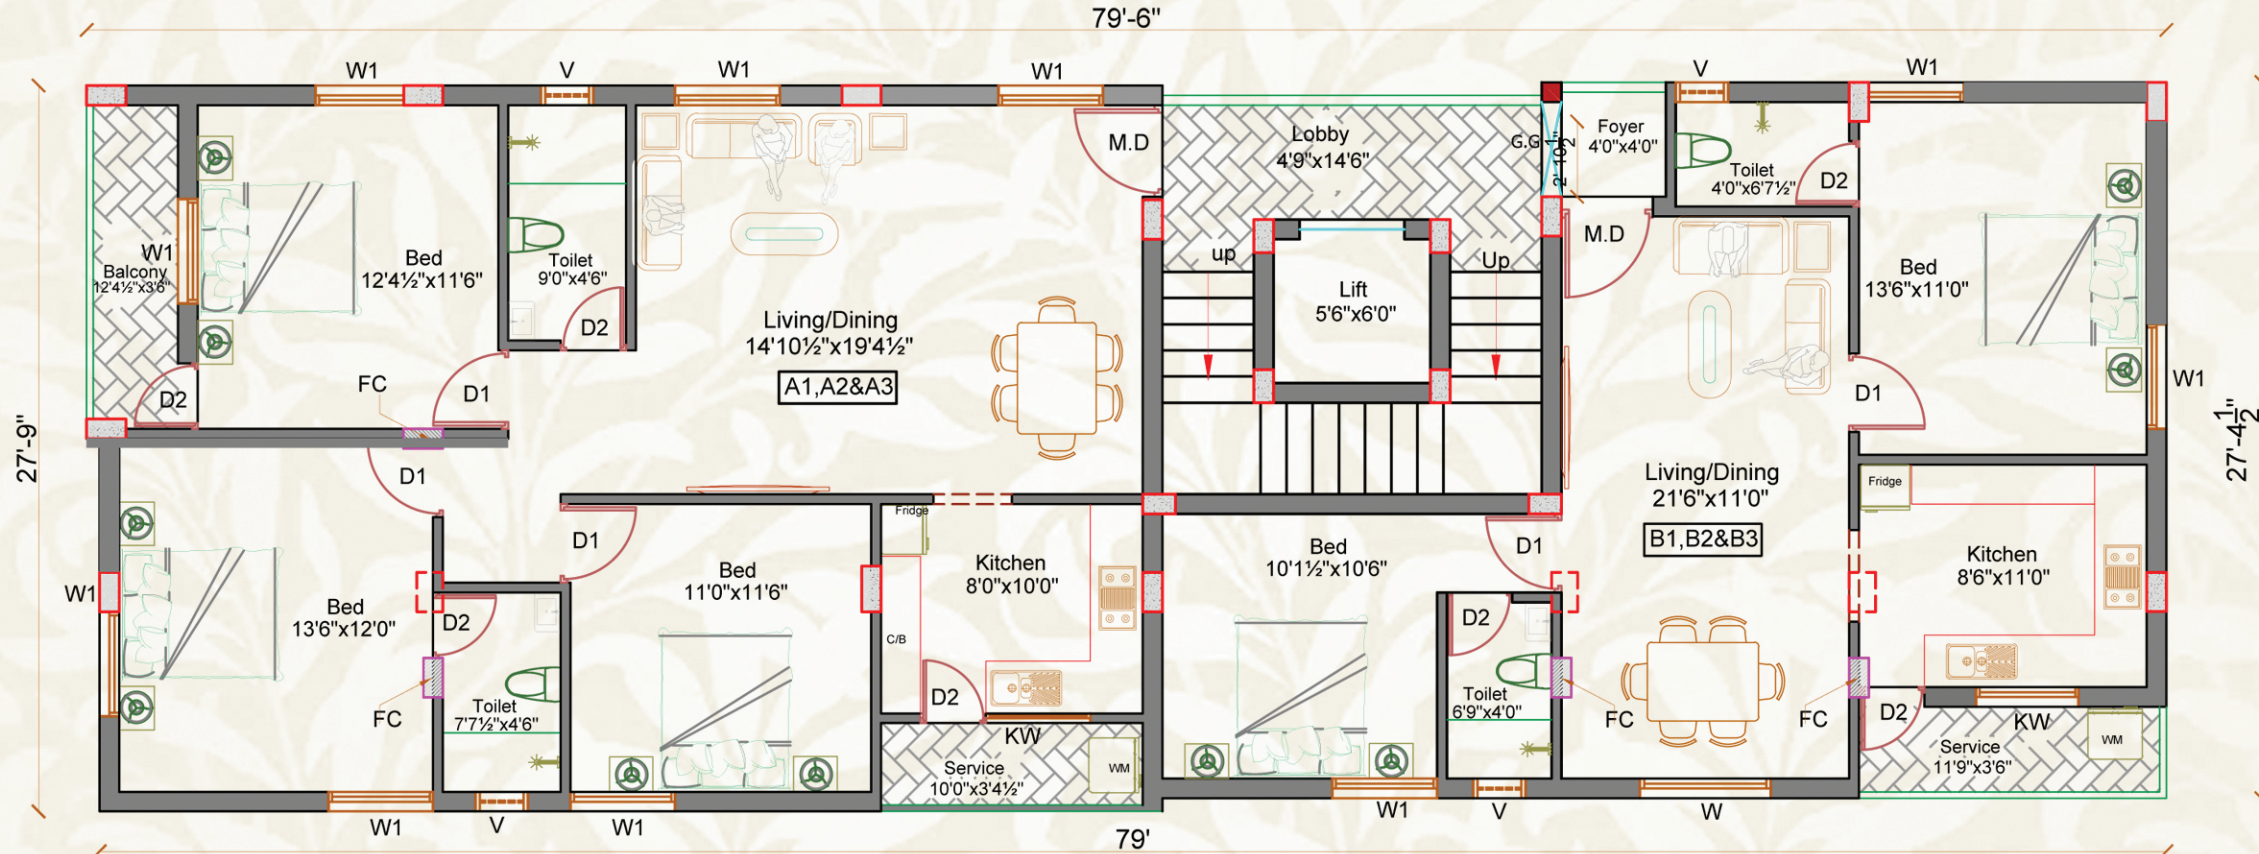 79'-6"
W1
V
W1
W1
V
W1
M.D
Lobby
4'9"x14'6"
G.G
2'-10½"
Foyer
4'0"x4'0"
Toilet
4'0"x6'7½"
D2
W1
Balcony
12'4½"x3'6"
Bed
12'4½"x11'6"
Toilet
9'0"x4'6"
D2
up
Up
M.D
Lift
5'6"x6'0"
Bed
13'6"x11'0"
Living/Dining
14'10½"x19'4½"
A1,A2&A3
FC
D2
D1
D1
W1
27'-9"
27'-4½"
D1
Living/Dining
21'6"x11'0"
B1,B2&B3
Fridge
Fridge
D1
Bed
11'0"x11'6"
Kitchen
8'0"x10'0"
Bed
10'1½"x10'6"
D1
Kitchen
8'6"x11'0"
W1
Bed
13'6"x12'0"
D2
C/B
D2
FC
Toilet
7'7½"x4'6"
D2
Toilet
6'9"x4'0"
FC
FC
D2
KW
KW
Service
10'0"x3'4½"
WM
Service
11'9"x3'6"
WM
W1
V
W1
W1
V
W
79'